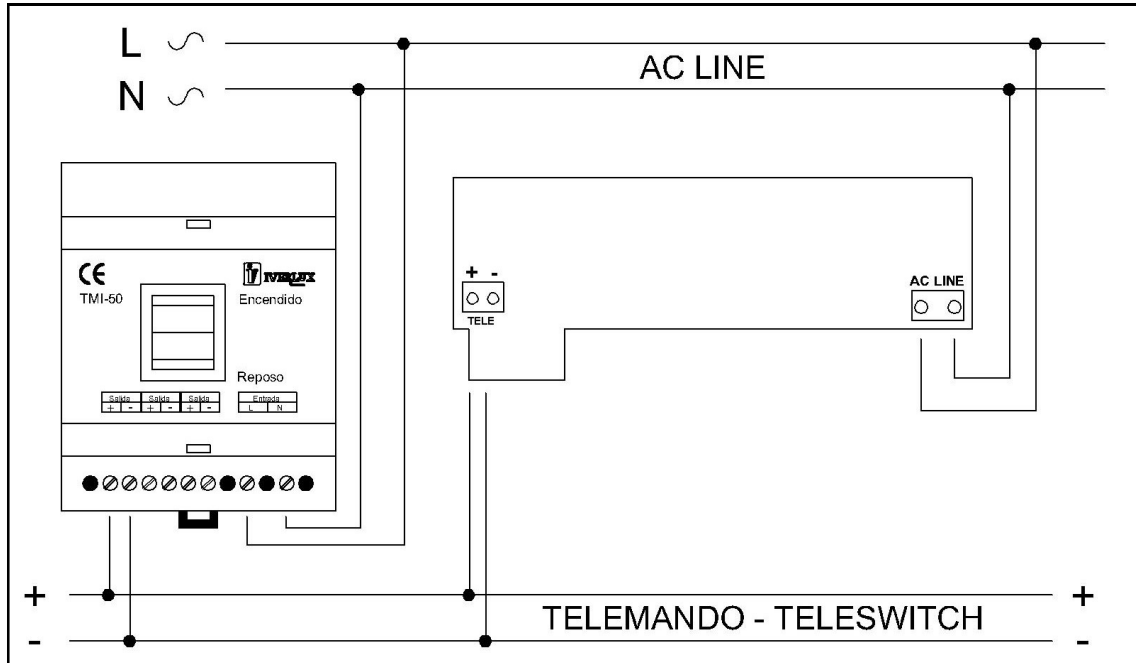 L
AC LINE
N
CE
TMI-50
IVERLUX
Encendido
Reposo
Salida Salida Salida Entrada
+ - + - + - L N
+ -
TELE
AC LINE
+ +
TELEMANDO - TELESWITCH
- -